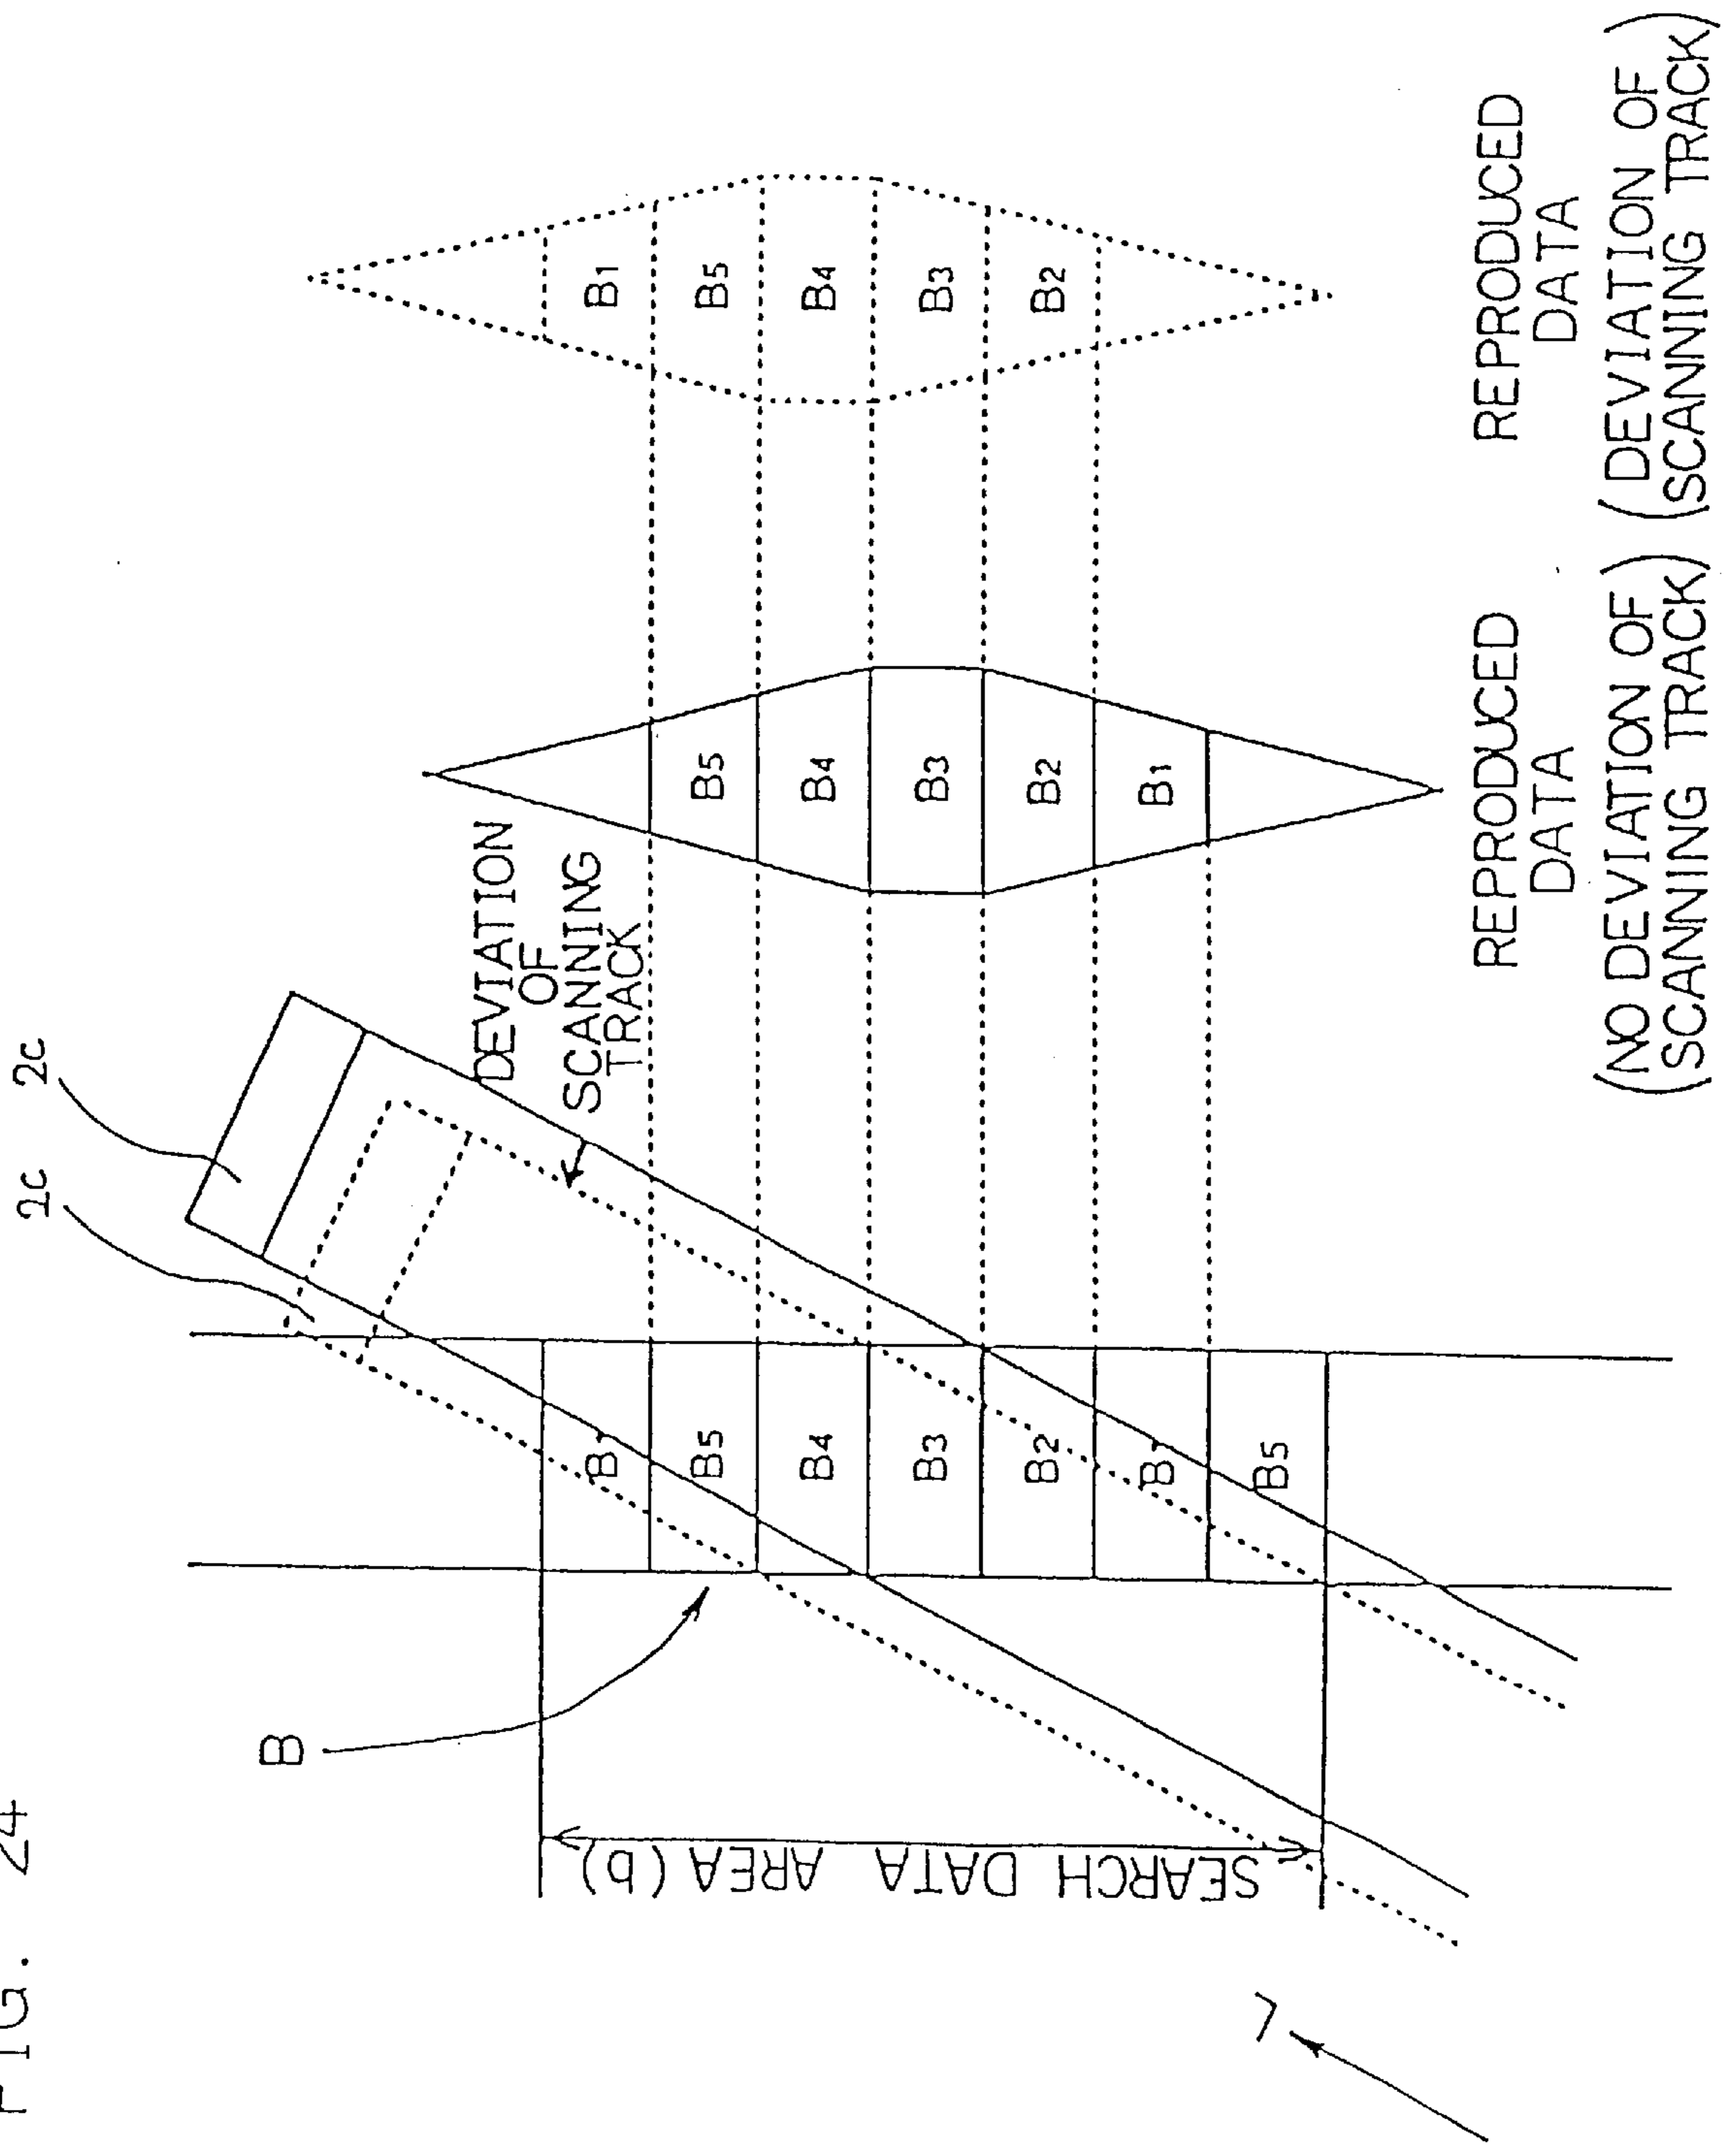 FIG. 24
2c
2c
B
DEVIATION
OF
SCANNING
TRACK
SEARCH DATA AREA (b)
B1
B5
B4
B3
B2
B1
B5
B5
B4
B3
B2
B1
B1
B5
B4
B3
B2
7
REPRODUCED
DATA
(NO DEVIATION OF
SCANNING TRACK)
REPRODUCED
DATA
(DEVIATION OF
SCANNING TRACK)